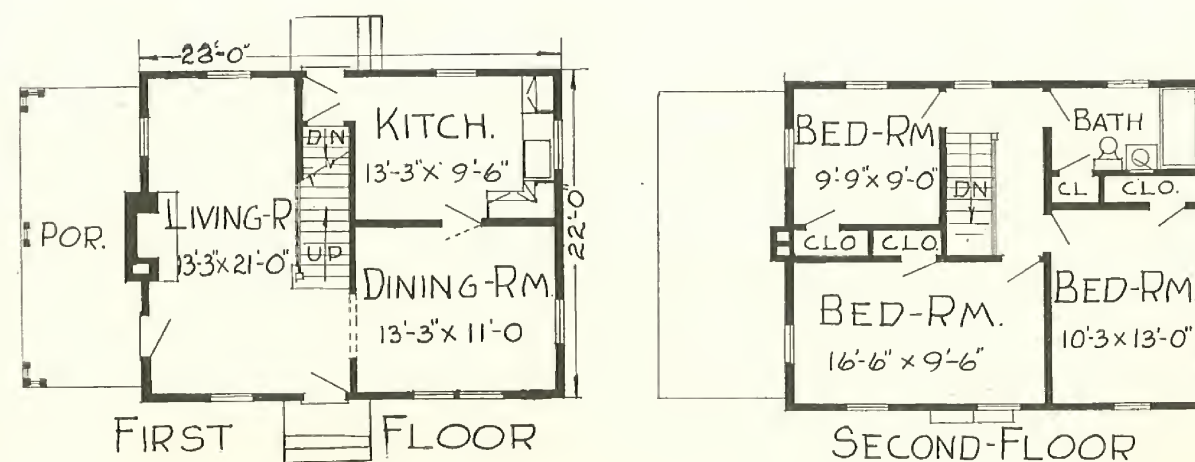 23'-0"
KITCH.
13'-3" X 9'-6"
DN
UP
22'-0"
POR.
LIVING-R
13'-3" X 21'-0"
DINING-RM.
13'-3" X 11'-0
FIRST FLOOR
BED-RM
9'-9" X 9'-0"
DN
BATH
CL
CLO.
CLO
CLO.
BED-RM.
16'-6" X 9'-6"
BED-RM
10'-3 X 13'-0"
SECOND-FLOOR